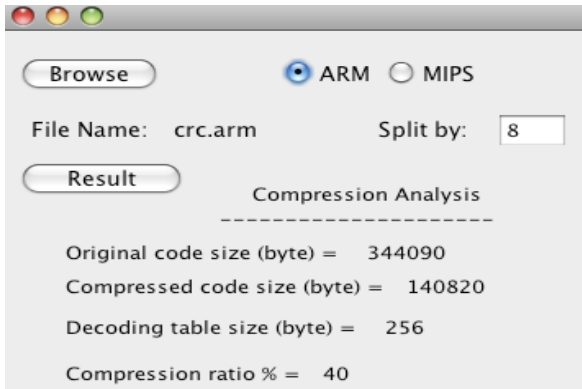 Browse ARM MIPS
File Name: crc.arm Split by: 8
Result
Compression Analysis
---------------------
Original code size (byte) = 344090
Compressed code size (byte) = 140820
Decoding table size (byte) = 256
Compression ratio % = 40